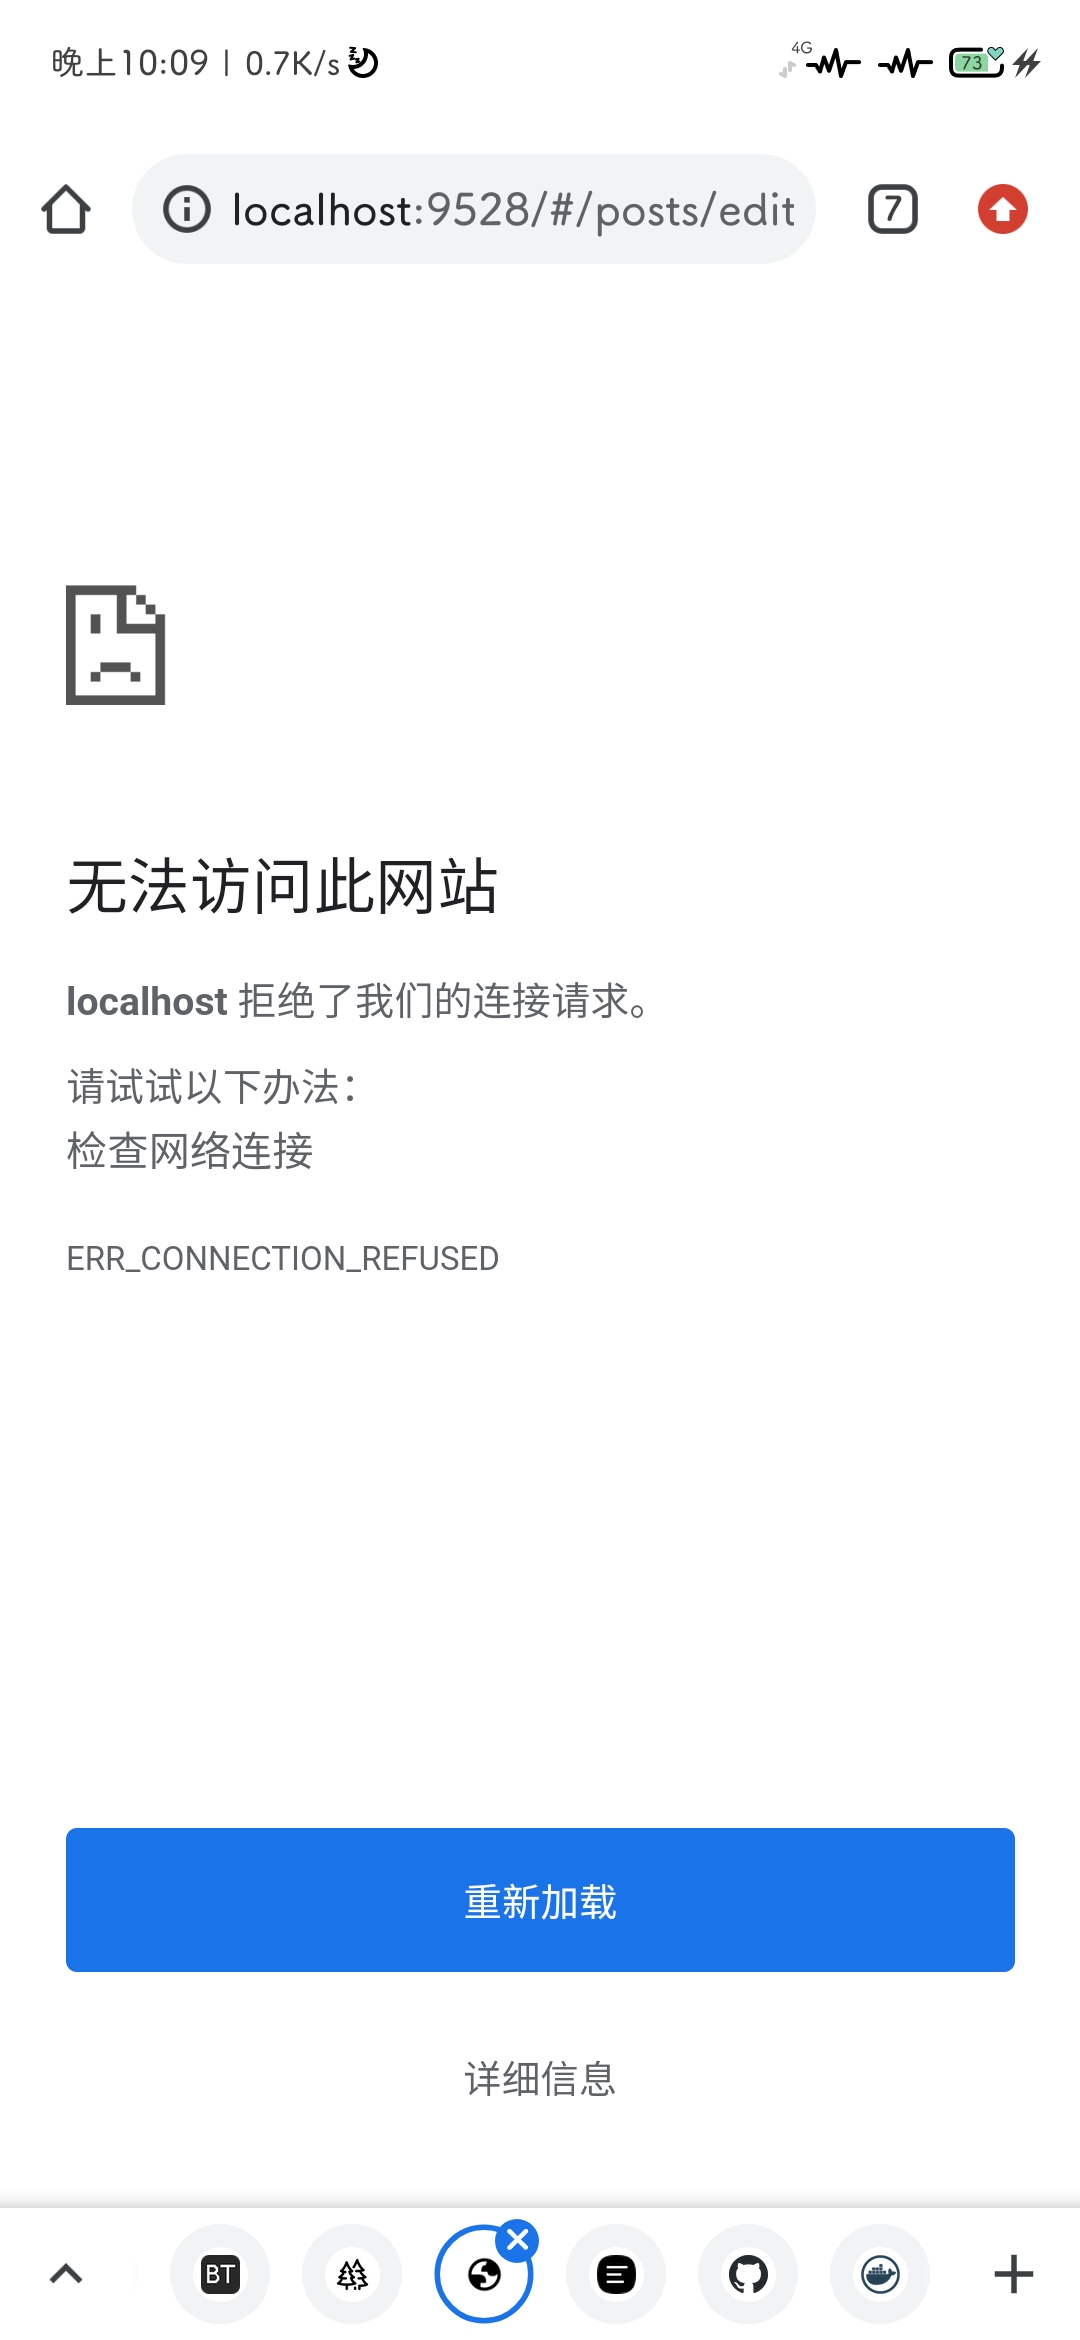 晚上10:09 | 0.7K/s
4G
73
localhost:9528/#/posts/edit
7
无法访问此网站
localhost 拒绝了我们的连接请求。
请试试以下办法：
检查网络连接
ERR_CONNECTION_REFUSED
重新加载
详细信息
BT